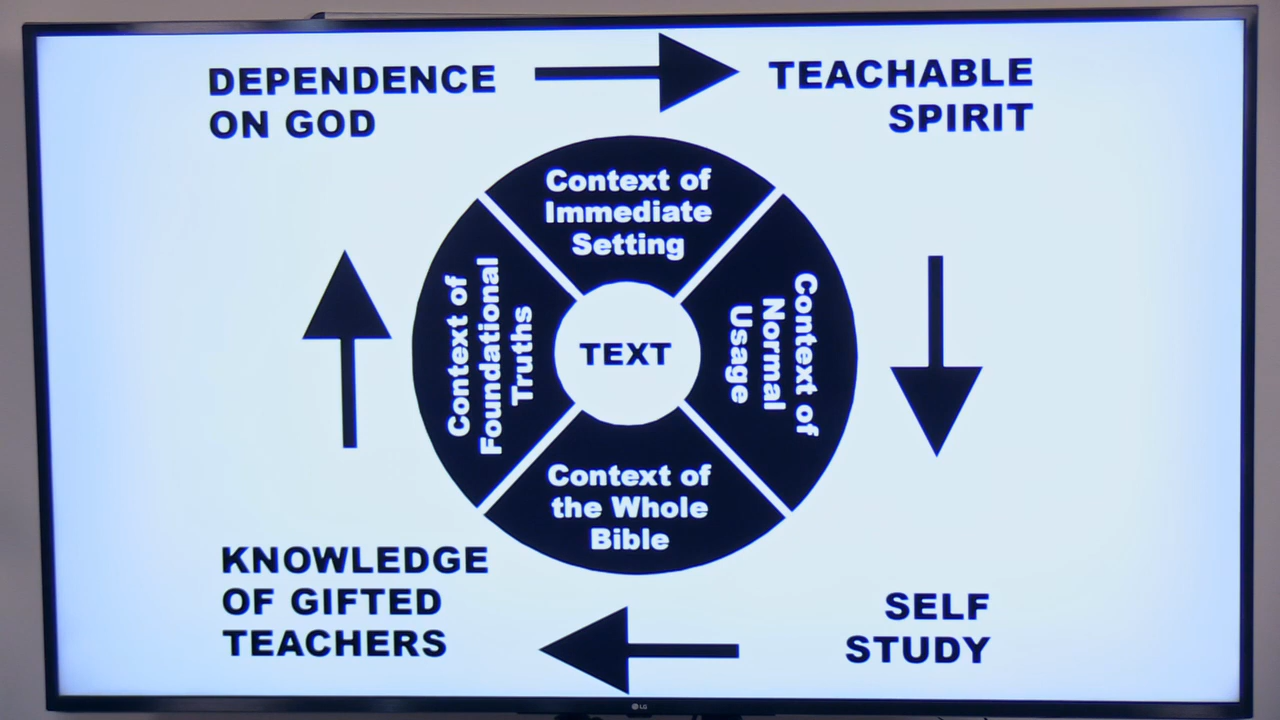 DEPENDENCE
ON GOD
TEACHABLE
SPIRIT
Context of
Immediate
Setting
Context of
Foundational
Truths
TEXT
Context of
Normal
Usage
Context of
the Whole
Bible
KNOWLEDGE
OF GIFTED
TEACHERS
SELF
STUDY
LG